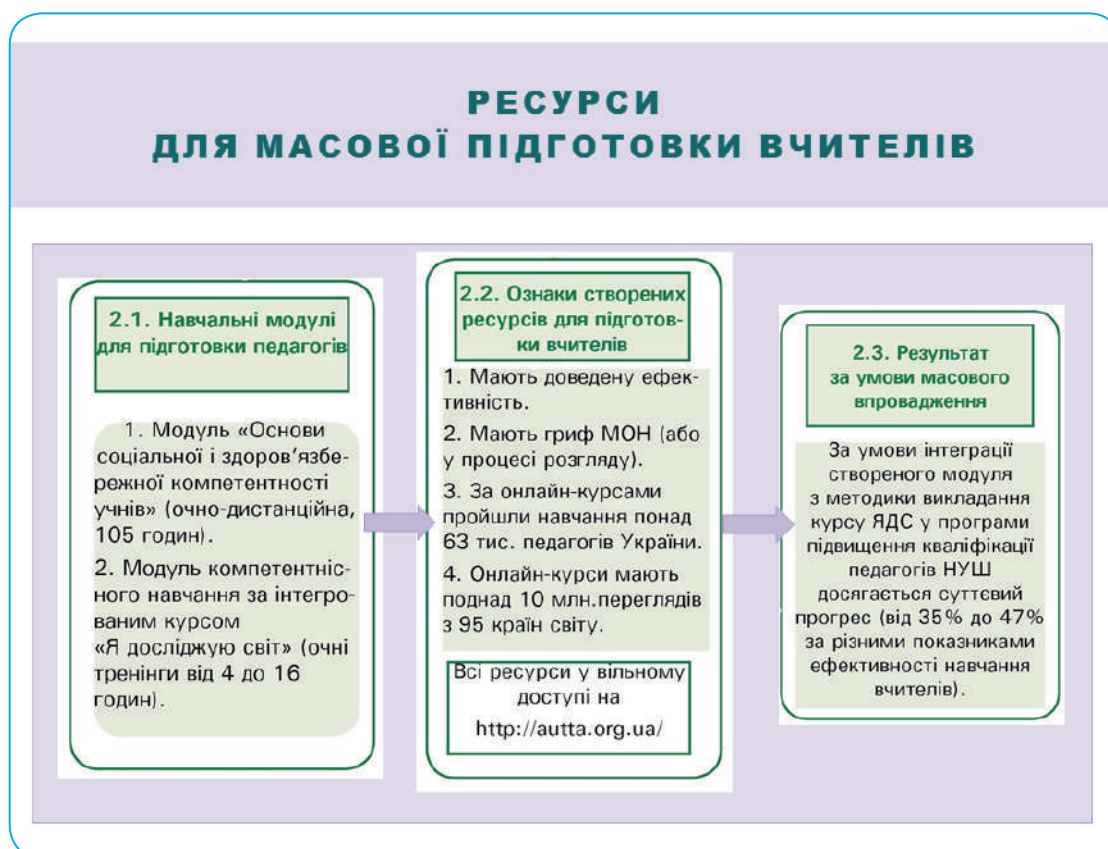 РЕСУРСИ
ДЛЯ МАСОВОЇ ПІДГОТОВКИ ВЧИТЕЛІВ
2.1. Навчальні модулі
для підготовки педагогів
1. Модуль «Основи
соціальної і здоров'язбе-
режної компетентності
учнів» (очно-дистанційна,
105 годин).
2. Модуль компетентніс-
ного навчання за інтегро-
ваним курсом
«Я досліджую світ» (очні
тренінги від 4 до 16
годин).
2.2. Ознаки створених
ресурсів для підготов-
ки вчителів
1. Мають доведену ефек-
тивність.
2. Мають гриф МОН (або
у процесі розгляду).
3. За онлайн-курсами
пройшли навчання понад
63 тис. педагогів України.
4. Онлайн-курси мають
поднад 10 млн.переглядів
з 95 країн світу.
Всі ресурси у вільному
доступі на
http://autta.org.ua/
2.3. Результат
за умови масового
впровадження
За умови інтеграції
створеного модуля
з методики викладання
курсу ЯДС у програми
підвищення кваліфікації
педагогів НУШ
досягається суттєвий
прогрес (від 35% до 47%
за різними показниками
ефективності навчання
вчителів).